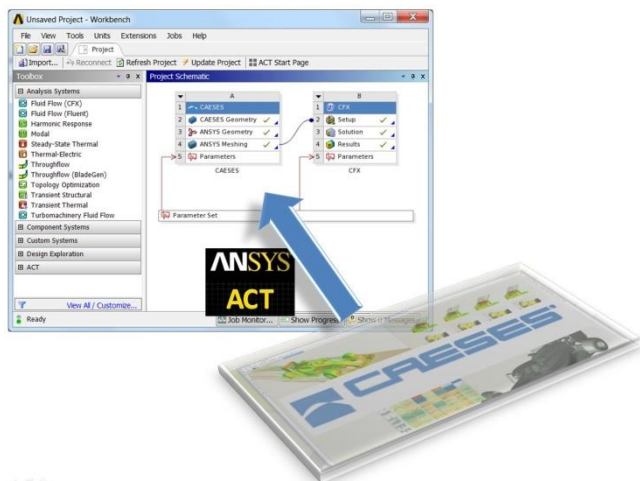 Unsaved Project - Workbench
File View Tools Units Extensions Jobs Help
Project
Import... Reconnect Refresh Project Update Project ACT Start Page
Toolbox
Project Schematic
Analysis Systems
Fluid Flow (CFX)
Fluid Flow (Fluent)
Harmonic Response
Modal
Steady-State Thermal
Thermal-Electric
Throughflow
Throughflow (BladeGen)
Topology Optimization
Transient Structural
Transient Thermal
Turbomachinery Fluid Flow
Component Systems
Custom Systems
Design Exploration
ACT
View All / Customize...
A
1 CAESES
2 CAESES Geometry
3 ANSYS Geometry
4 ANSYS Meshing
5 Parameters
CAESES
B
1 CFX
2 Setup
3 Solution
4 Results
5 Parameters
CFX
Parameter Set
ANSYS
ACT
Ready
Job Monitor... Show Progress Show 0 Messages
CAESES